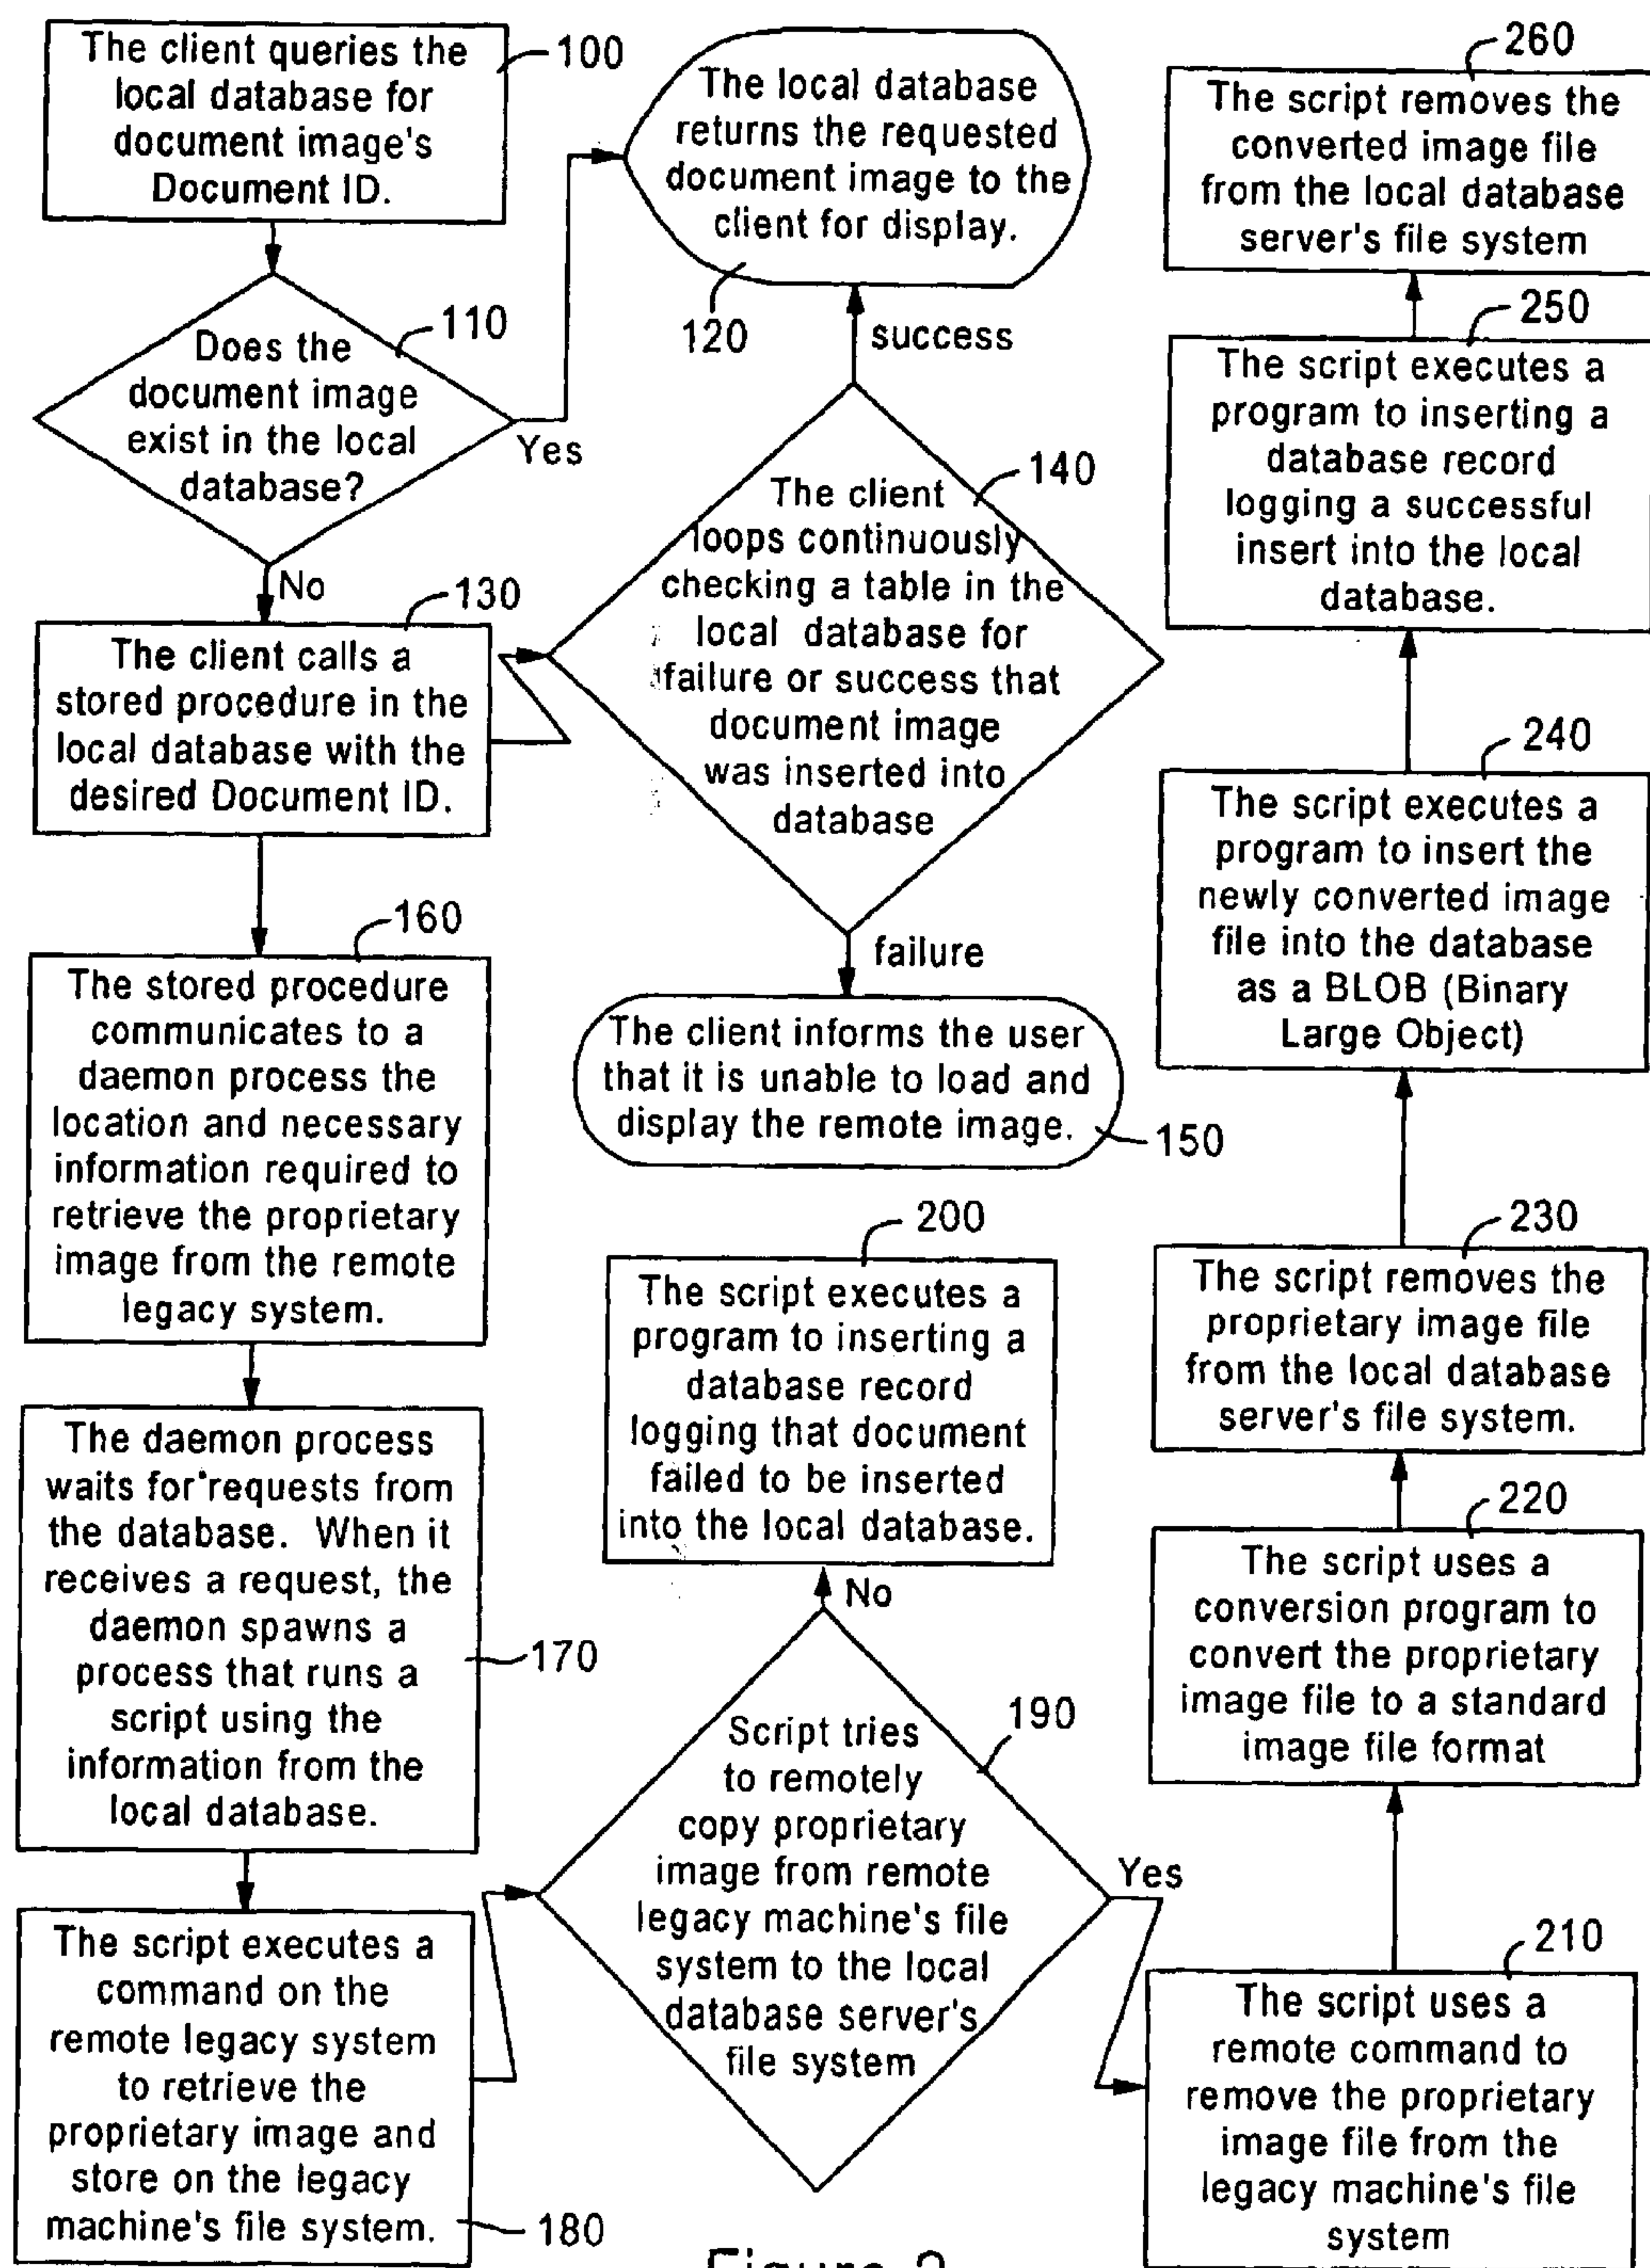 The client queries the
local database for
document image's
Document ID.
100
Does the
document image
exist in the local
database?
110
Yes
No
The local database
returns the requested
document image to the
client for display.
120
success
The client calls a
stored procedure in the
local database with the
desired Document ID.
130
The client
loops continuously
checking a table in the
local database for
failure or success that
document image
was inserted into
database
140
failure
The client informs the user
that it is unable to load and
display the remote image.
150
The stored procedure
communicates to a
daemon process the
location and necessary
information required to
retrieve the proprietary
image from the remote
legacy system.
160
The daemon process
waits for requests from
the database. When it
receives a request, the
daemon spawns a
process that runs a
script using the
information from the
local database.
170
The script executes a
command on the
remote legacy system
to retrieve the
proprietary image and
store on the legacy
machine's file system.
180
Script tries
to remotely
copy proprietary
image from remote
legacy machine's file
system to the local
database server's
file system
190
No
Yes
The script executes a
program to inserting a
database record
logging that document
failed to be inserted
into the local database.
200
The script uses a
remote command to
remove the proprietary
image file from the
legacy machine's file
system
210
The script uses a
conversion program to
convert the proprietary
image file to a standard
image file format
220
The script removes the
proprietary image file
from the local database
server's file system.
230
The script executes a
program to insert the
newly converted image
file into the database
as a BLOB (Binary
Large Object)
240
The script executes a
program to inserting a
database record
logging a successful
insert into the local
database.
250
The script removes the
converted image file
from the local database
server's file system
260
Figure 2